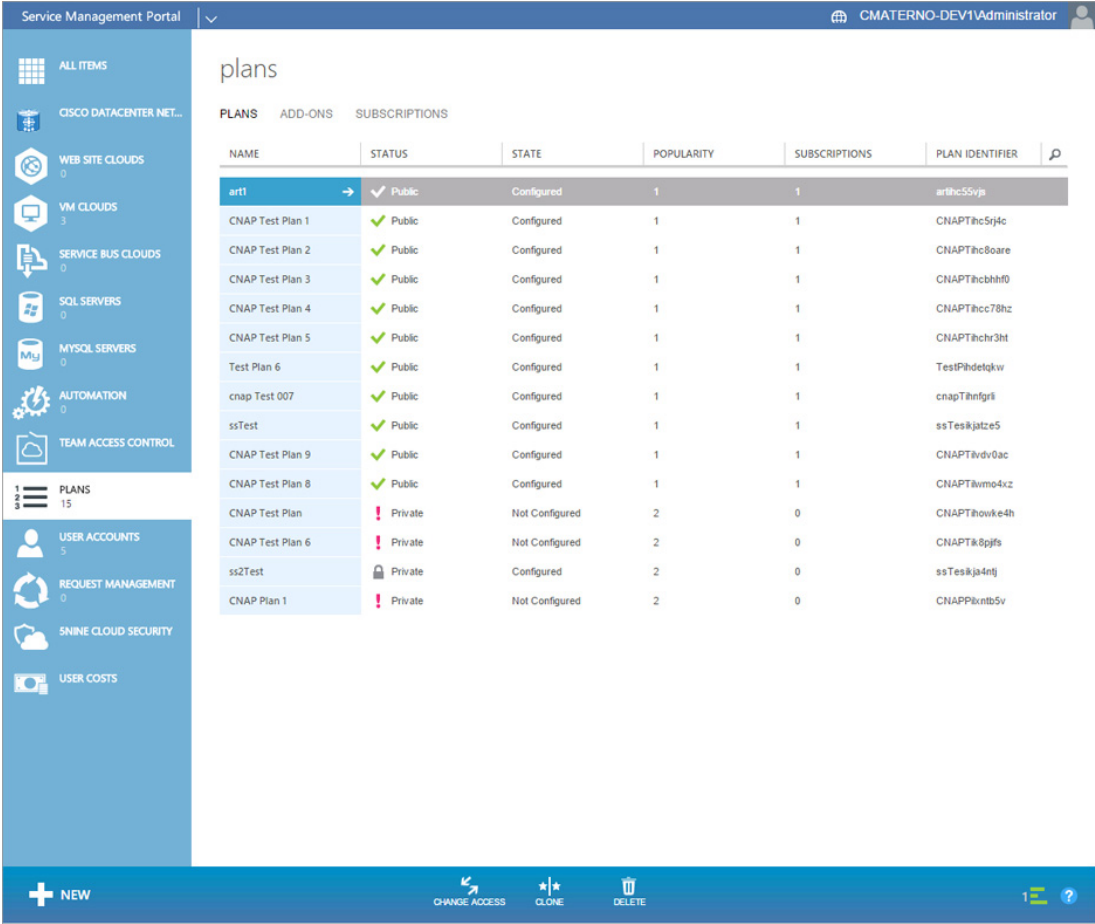 Service Management Portal
CMATERNO-DEV1\Administrator
ALL ITEMS
CISCO DATACENTER NET...
WEB SITE CLOUDS
0
VM CLOUDS
3
SERVICE BUS CLOUDS
0
SQL SERVERS
0
My
MYSQL SERVERS
0
AUTOMATION
0
TEAM ACCESS CONTROL
1
2
3
PLANS
15
USER ACCOUNTS
5
REQUEST MANAGEMENT
0
5NINE CLOUD SECURITY
USER COSTS
plans
PLANS ADD-ONS SUBSCRIPTIONS
NAME STATUS STATE POPULARITY SUBSCRIPTIONS PLAN IDENTIFIER
art1 Public Configured 1 1 artihc55vjs
CNAP Test Plan 1 Public Configured 1 1 CNAPTihc5rj4c
CNAP Test Plan 2 Public Configured 1 1 CNAPTihc8oare
CNAP Test Plan 3 Public Configured 1 1 CNAPTihcbhhf0
CNAP Test Plan 4 Public Configured 1 1 CNAPTihcc78hz
CNAP Test Plan 5 Public Configured 1 1 CNAPTihchr3ht
Test Plan 6 Public Configured 1 1 TestPihdetqkw
cnap Test 007 Public Configured 1 1 cnapTihnfgrli
ssTest Public Configured 1 1 ssTesikjatze5
CNAP Test Plan 9 Public Configured 1 1 CNAPTilvdv0ac
CNAP Test Plan 8 Public Configured 1 1 CNAPTilwmo4xz
CNAP Test Plan Private Not Configured 2 0 CNAPTihowke4h
CNAP Test Plan 6 Private Not Configured 2 0 CNAPTik8pjifs
ss2Test Private Configured 2 0 ssTesikja4ntj
CNAP Plan 1 Private Not Configured 2 0 CNAPPilxntb5v
NEW
CHANGE ACCESS
CLONE
DELETE
1
?